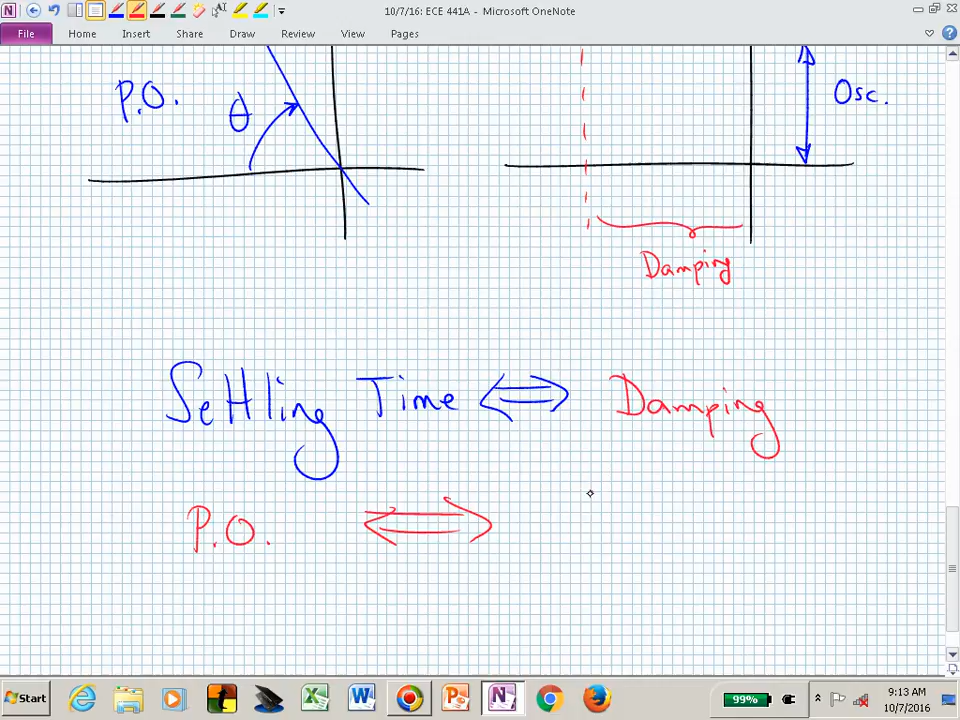 10/7/16: ECE 441A - Microsoft OneNote
File Home Insert Share Draw Review View Pages
P.O.
θ
Osc.
Damping
Settling Time ⇔ Damping
P.O. ⇔
Start
99%
9:13 AM
10/7/2016